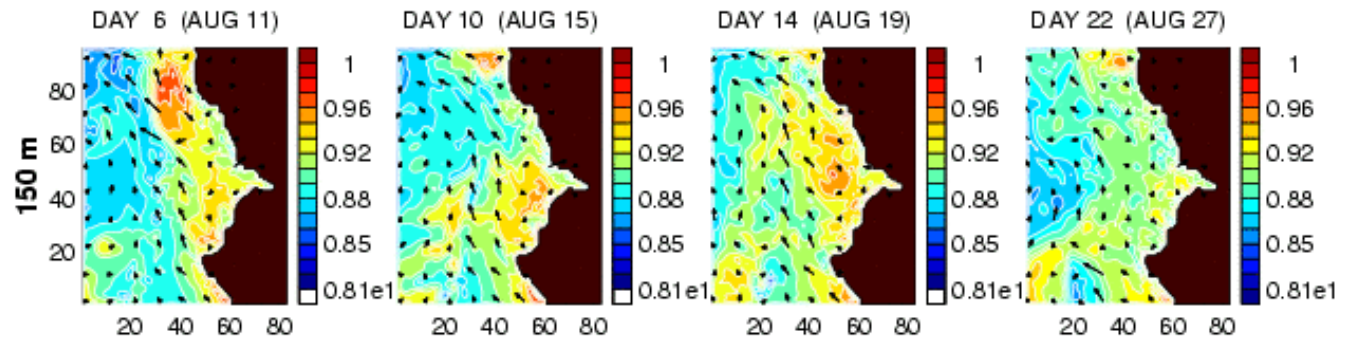 DAY 6 (AUG 11) DAY 10 (AUG 15) DAY 14 (AUG 19) DAY 22 (AUG 27)
1 1 1 1
80 0.96 0.96 0.96 0.96
60 0.92 0.92 0.92 0.92
150 m
40 0.88 0.88 0.88 0.88
20 0.85 0.85 0.85 0.85
0.81e1 0.81e1 0.81e1 0.81e1
20 40 60 80 20 40 60 80 20 40 60 80 20 40 60 80